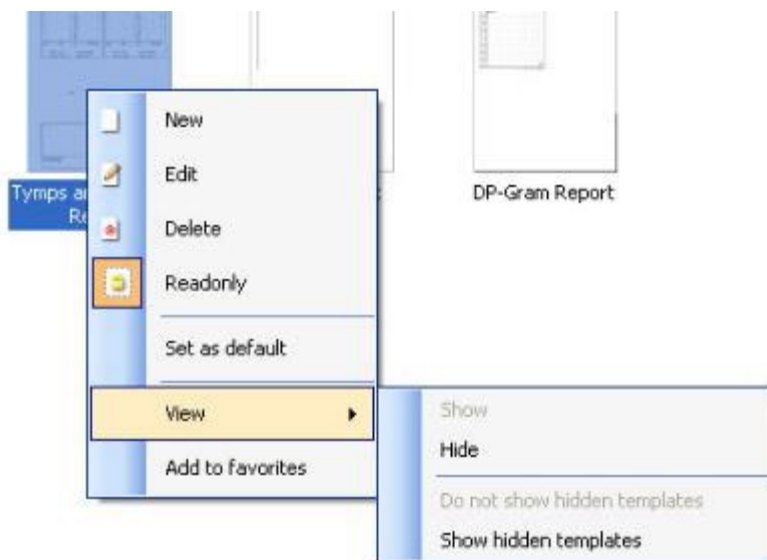 New
Edit
Tymps
DP-Gram Report
Delete
Readonly
Set as default
View
Show
Hide
Add to favorites
Do not show hidden templates
Show hidden templates